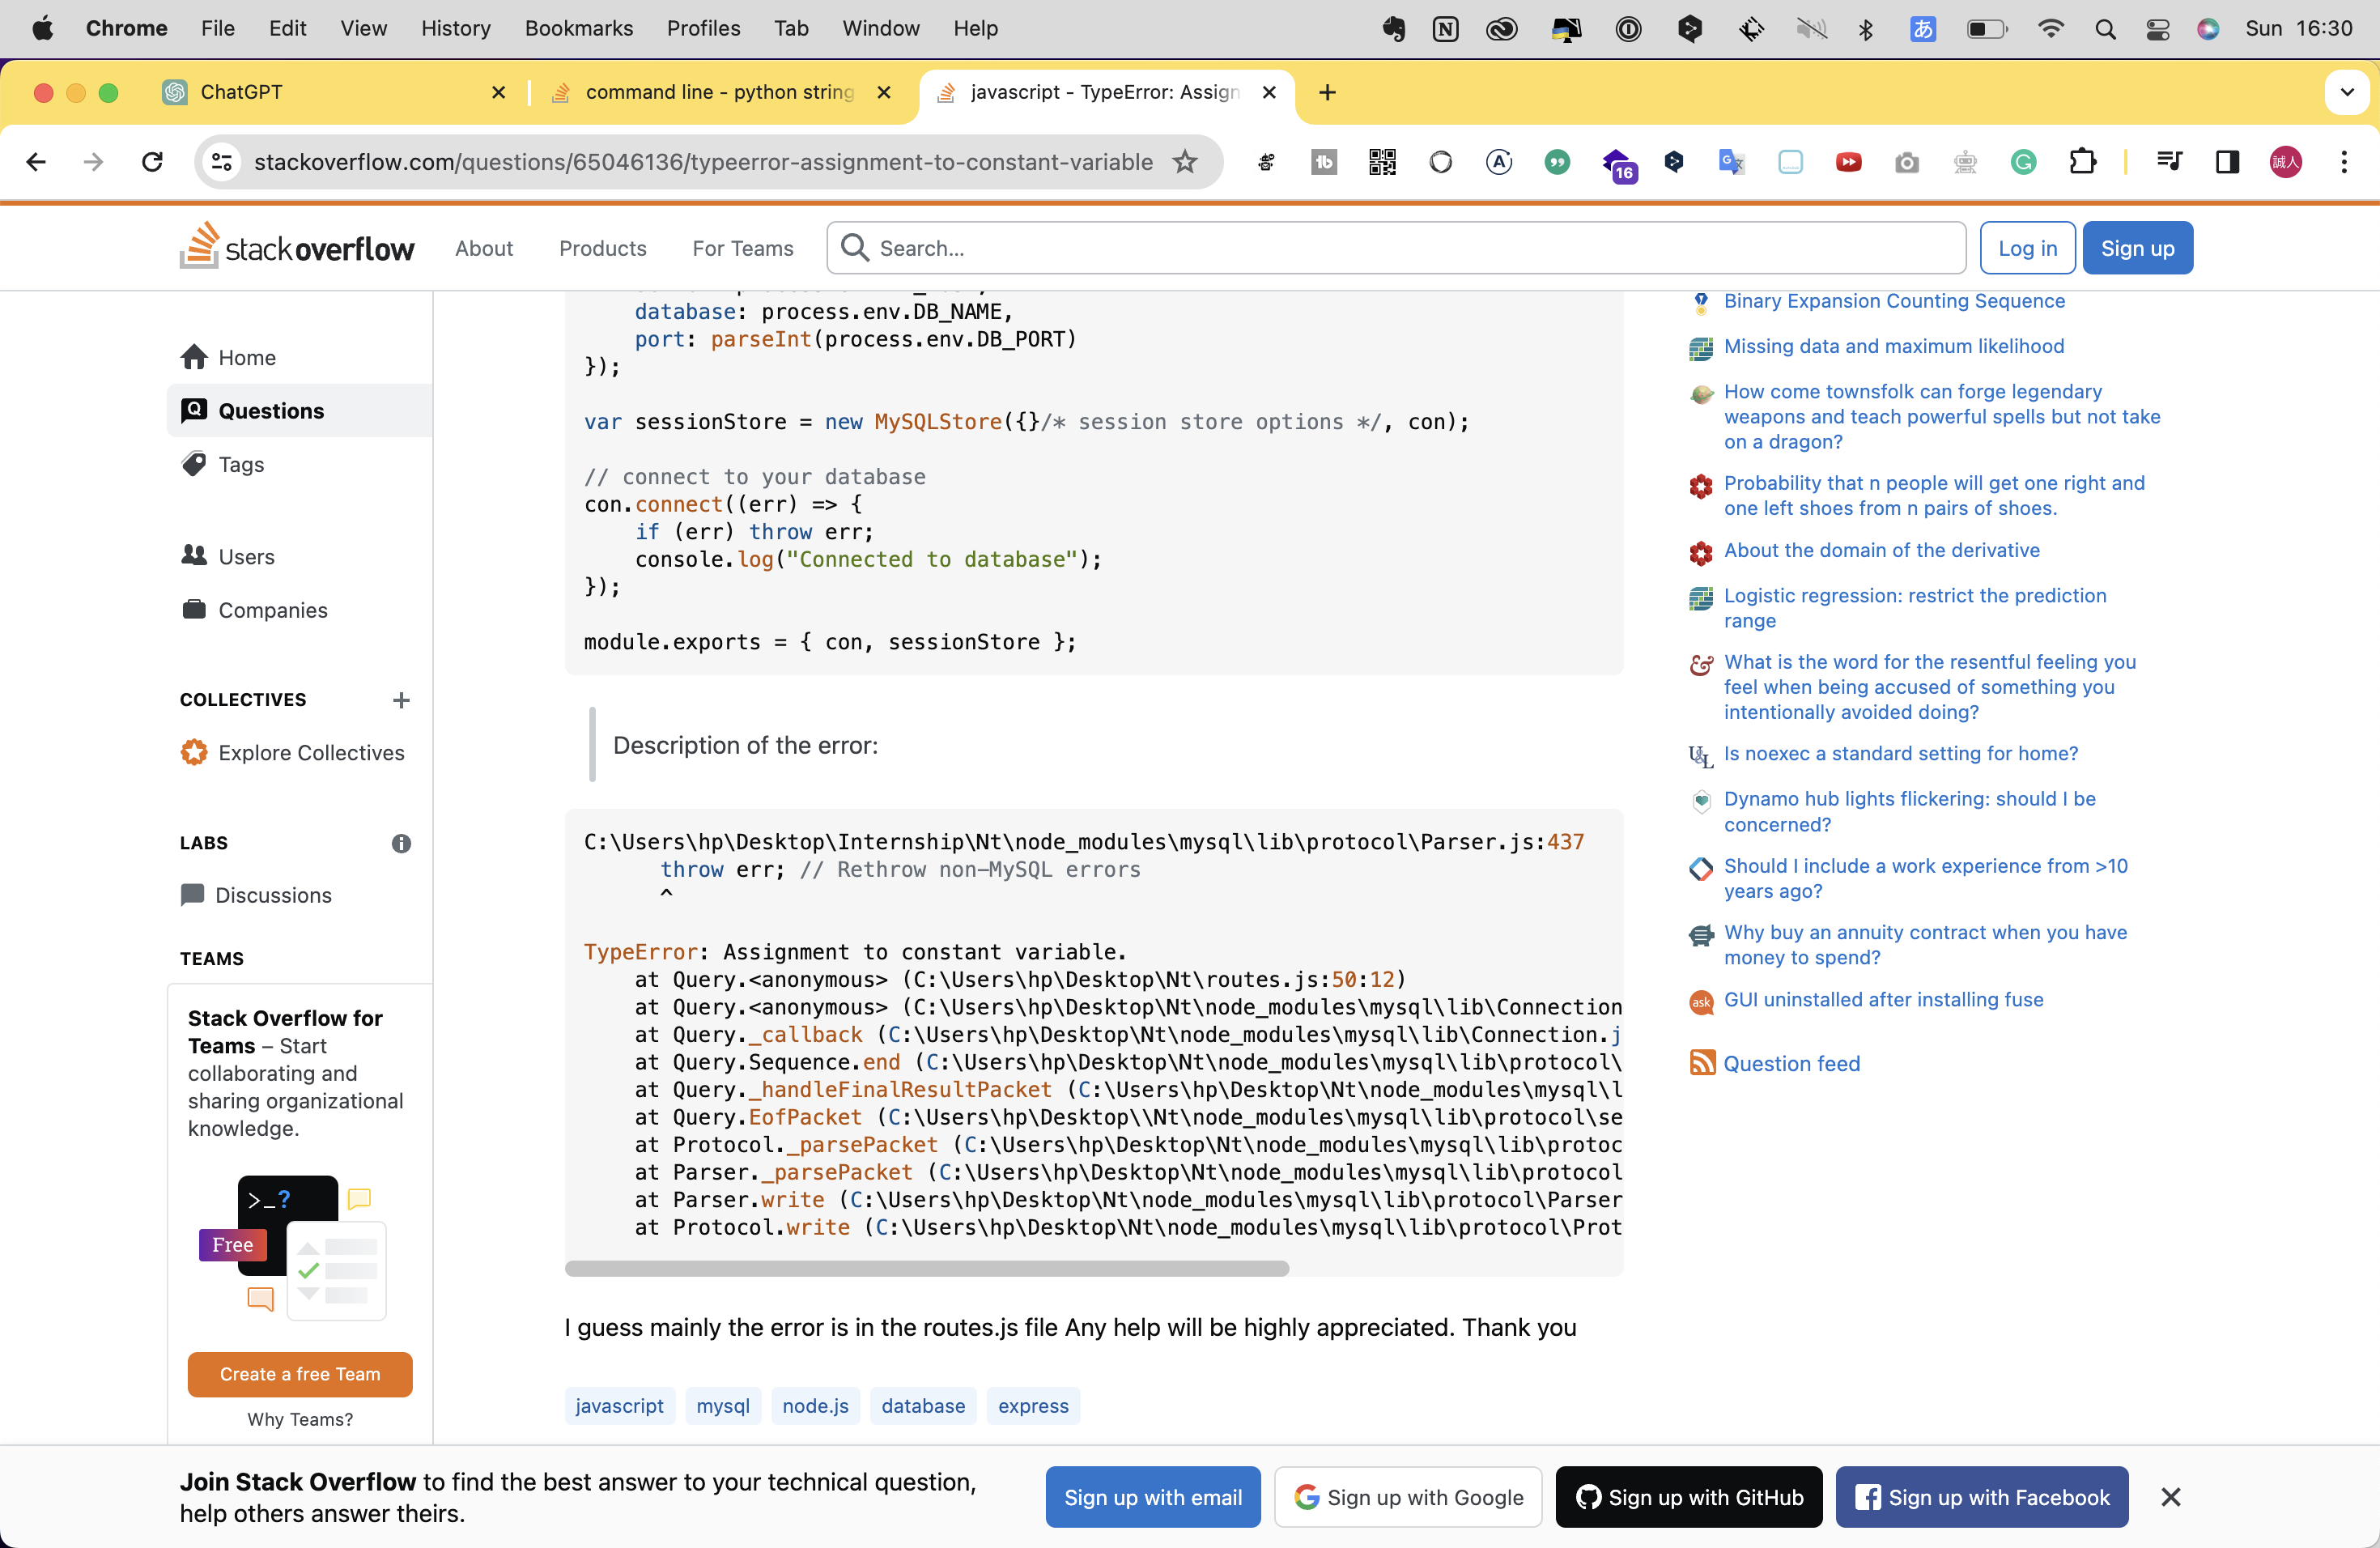 Chrome File Edit View History Bookmarks Profiles Tab Window Help あ Sun 16:30
ChatGPT
command line - python string
javascript - TypeError: Assign
stackoverflow.com/questions/65046136/typeerror-assignment-to-constant-variable
16
誠人
stackoverflow About Products For Teams Search... Log in Sign up
Home
Questions
Tags
Users
Companies
COLLECTIVES
Explore Collectives
LABS
Discussions
TEAMS
Stack Overflow for
Teams – Start
collaborating and
sharing organizational
knowledge.
>_?
Free
Create a free Team
Why Teams?
database: process.env.DB_NAME,
port: parseInt(process.env.DB_PORT)
});
var sessionStore = new MySQLStore({}/* session store options */, con);
// connect to your database
con.connect((err) => {
if (err) throw err;
console.log("Connected to database");
});
module.exports = { con, sessionStore };
Description of the error:
C:\Users\hp\Desktop\Internship\Nt\node_modules\mysql\lib\protocol\Parser.js:437
throw err; // Rethrow non-MySQL errors
^
TypeError: Assignment to constant variable.
at Query.<anonymous> (C:\Users\hp\Desktop\Nt\routes.js:50:12)
at Query.<anonymous> (C:\Users\hp\Desktop\Nt\node_modules\mysql\lib\Connection
at Query._callback (C:\Users\hp\Desktop\Nt\node_modules\mysql\lib\Connection.j
at Query.Sequence.end (C:\Users\hp\Desktop\Nt\node_modules\mysql\lib\protocol\
at Query._handleFinalResultPacket (C:\Users\hp\Desktop\Nt\node_modules\mysql\l
at Query.EofPacket (C:\Users\hp\Desktop\\Nt\node_modules\mysql\lib\protocol\se
at Protocol._parsePacket (C:\Users\hp\Desktop\Nt\node_modules\mysql\lib\protoc
at Parser._parsePacket (C:\Users\hp\Desktop\Nt\node_modules\mysql\lib\protocol
at Parser.write (C:\Users\hp\Desktop\Nt\node_modules\mysql\lib\protocol\Parser
at Protocol.write (C:\Users\hp\Desktop\Nt\node_modules\mysql\lib\protocol\Prot
I guess mainly the error is in the routes.js file Any help will be highly appreciated. Thank you
javascript mysql node.js database express
Binary Expansion Counting Sequence
Missing data and maximum likelihood
How come townsfolk can forge legendary
weapons and teach powerful spells but not take
on a dragon?
Probability that n people will get one right and
one left shoes from n pairs of shoes.
About the domain of the derivative
Logistic regression: restrict the prediction
range
What is the word for the resentful feeling you
feel when being accused of something you
intentionally avoided doing?
Is noexec a standard setting for home?
Dynamo hub lights flickering: should I be
concerned?
Should I include a work experience from >10
years ago?
Why buy an annuity contract when you have
money to spend?
ask GUI uninstalled after installing fuse
Question feed
Join Stack Overflow to find the best answer to your technical question,
help others answer theirs.
Sign up with email Sign up with Google Sign up with GitHub Sign up with Facebook